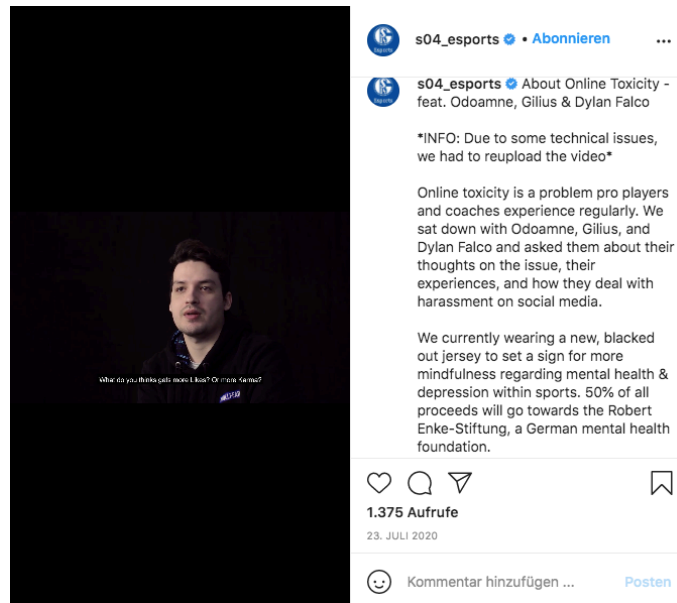 s04_esports • Abonnieren
s04_esports About Online Toxicity -
feat. Odoamne, Gilius & Dylan Falco
*INFO: Due to some technical issues,
we had to reupload the video*
Online toxicity is a problem pro players
and coaches experience regularly. We
sat down with Odoamne, Gilius, and
Dylan Falco and asked them about their
thoughts on the issue, their
experiences, and how they deal with
harassment on social media.
We currently wearing a new, blacked
out jersey to set a sign for more
mindfulness regarding mental health &
depression within sports. 50% of all
proceeds will go towards the Robert
Enke-Stiftung, a German mental health
foundation.
What do you thinks gets more Likes? Or more Karma?
1.375 Aufrufe
23. JULI 2020
Kommentar hinzufügen ...
Posten